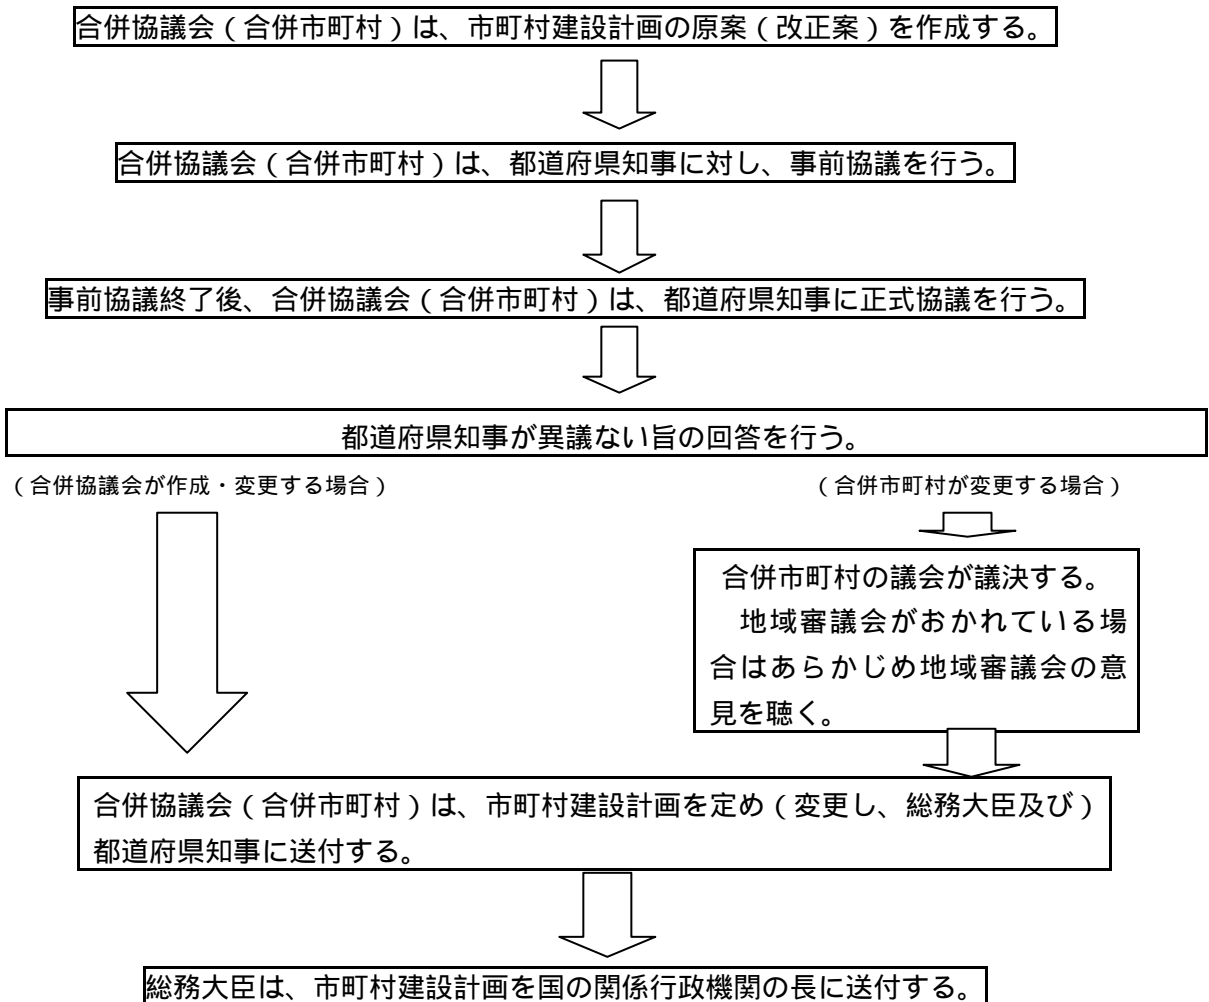 合併協議会(合併市町村)は、市町村建設計画の原案(改正案)を作成する。
合併協議会(合併市町村)は、都道府県知事に対し、事前協議を行う。
事前協議終了後、合併協議会(合併市町村)は、都道府県知事に正式協議を行う。
都道府県知事が異議ない旨の回答を行う。
(合併協議会が作成・変更する場合)
(合併市町村が変更する場合)
合併市町村の議会が議決する。
地域審議会がおかれている場
合はあらかじめ地域審議会の意
見を聴く。
合併協議会(合併市町村)は、市町村建設計画を定め(変更し、総務大臣及び)
都道府県知事に送付する。
総務大臣は、市町村建設計画を国の関係行政機関の長に送付する。